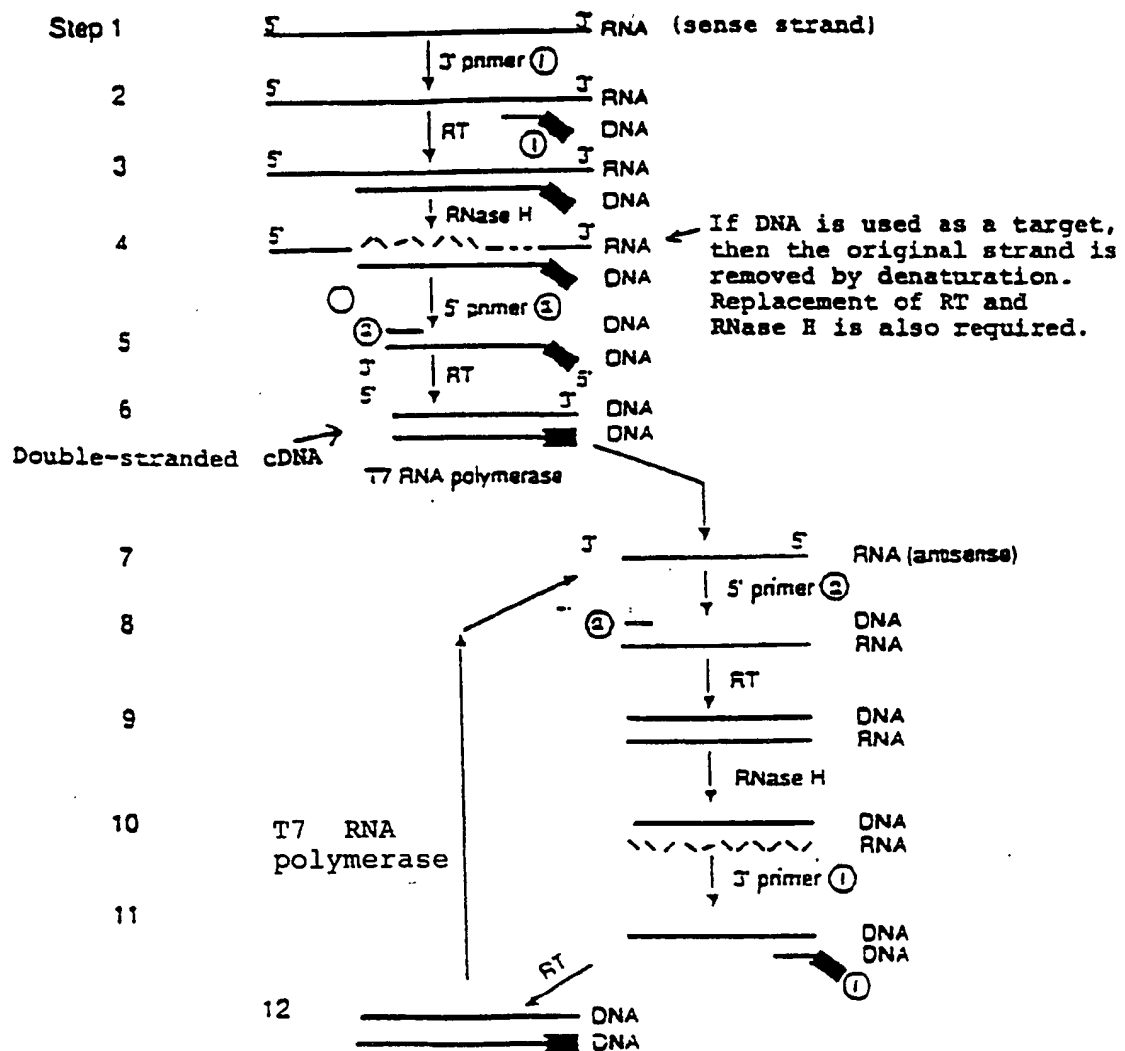 Step 1
5' 3' RNA (sense strand)
3' primer ①
2
5' 3' RNA
DNA
RT
①
3
5' 3' RNA
DNA
RNase H
4
5' 3' RNA
DNA
If DNA is used as a target,
then the original strand is
removed by denaturation.
Replacement of RT and
RNase H is also required.
5' primer ②
5
② DNA
DNA
3' 5'
RT
6
5' 3' DNA
DNA
Double-stranded cDNA
T7 RNA polymerase
7
3' 5' RNA (antisense)
5' primer ②
8
② DNA
RNA
RT
9
DNA
RNA
RNase H
10
DNA
RNA
T7 RNA
polymerase
3' primer ①
11
DNA
DNA
①
RT
12
DNA
DNA